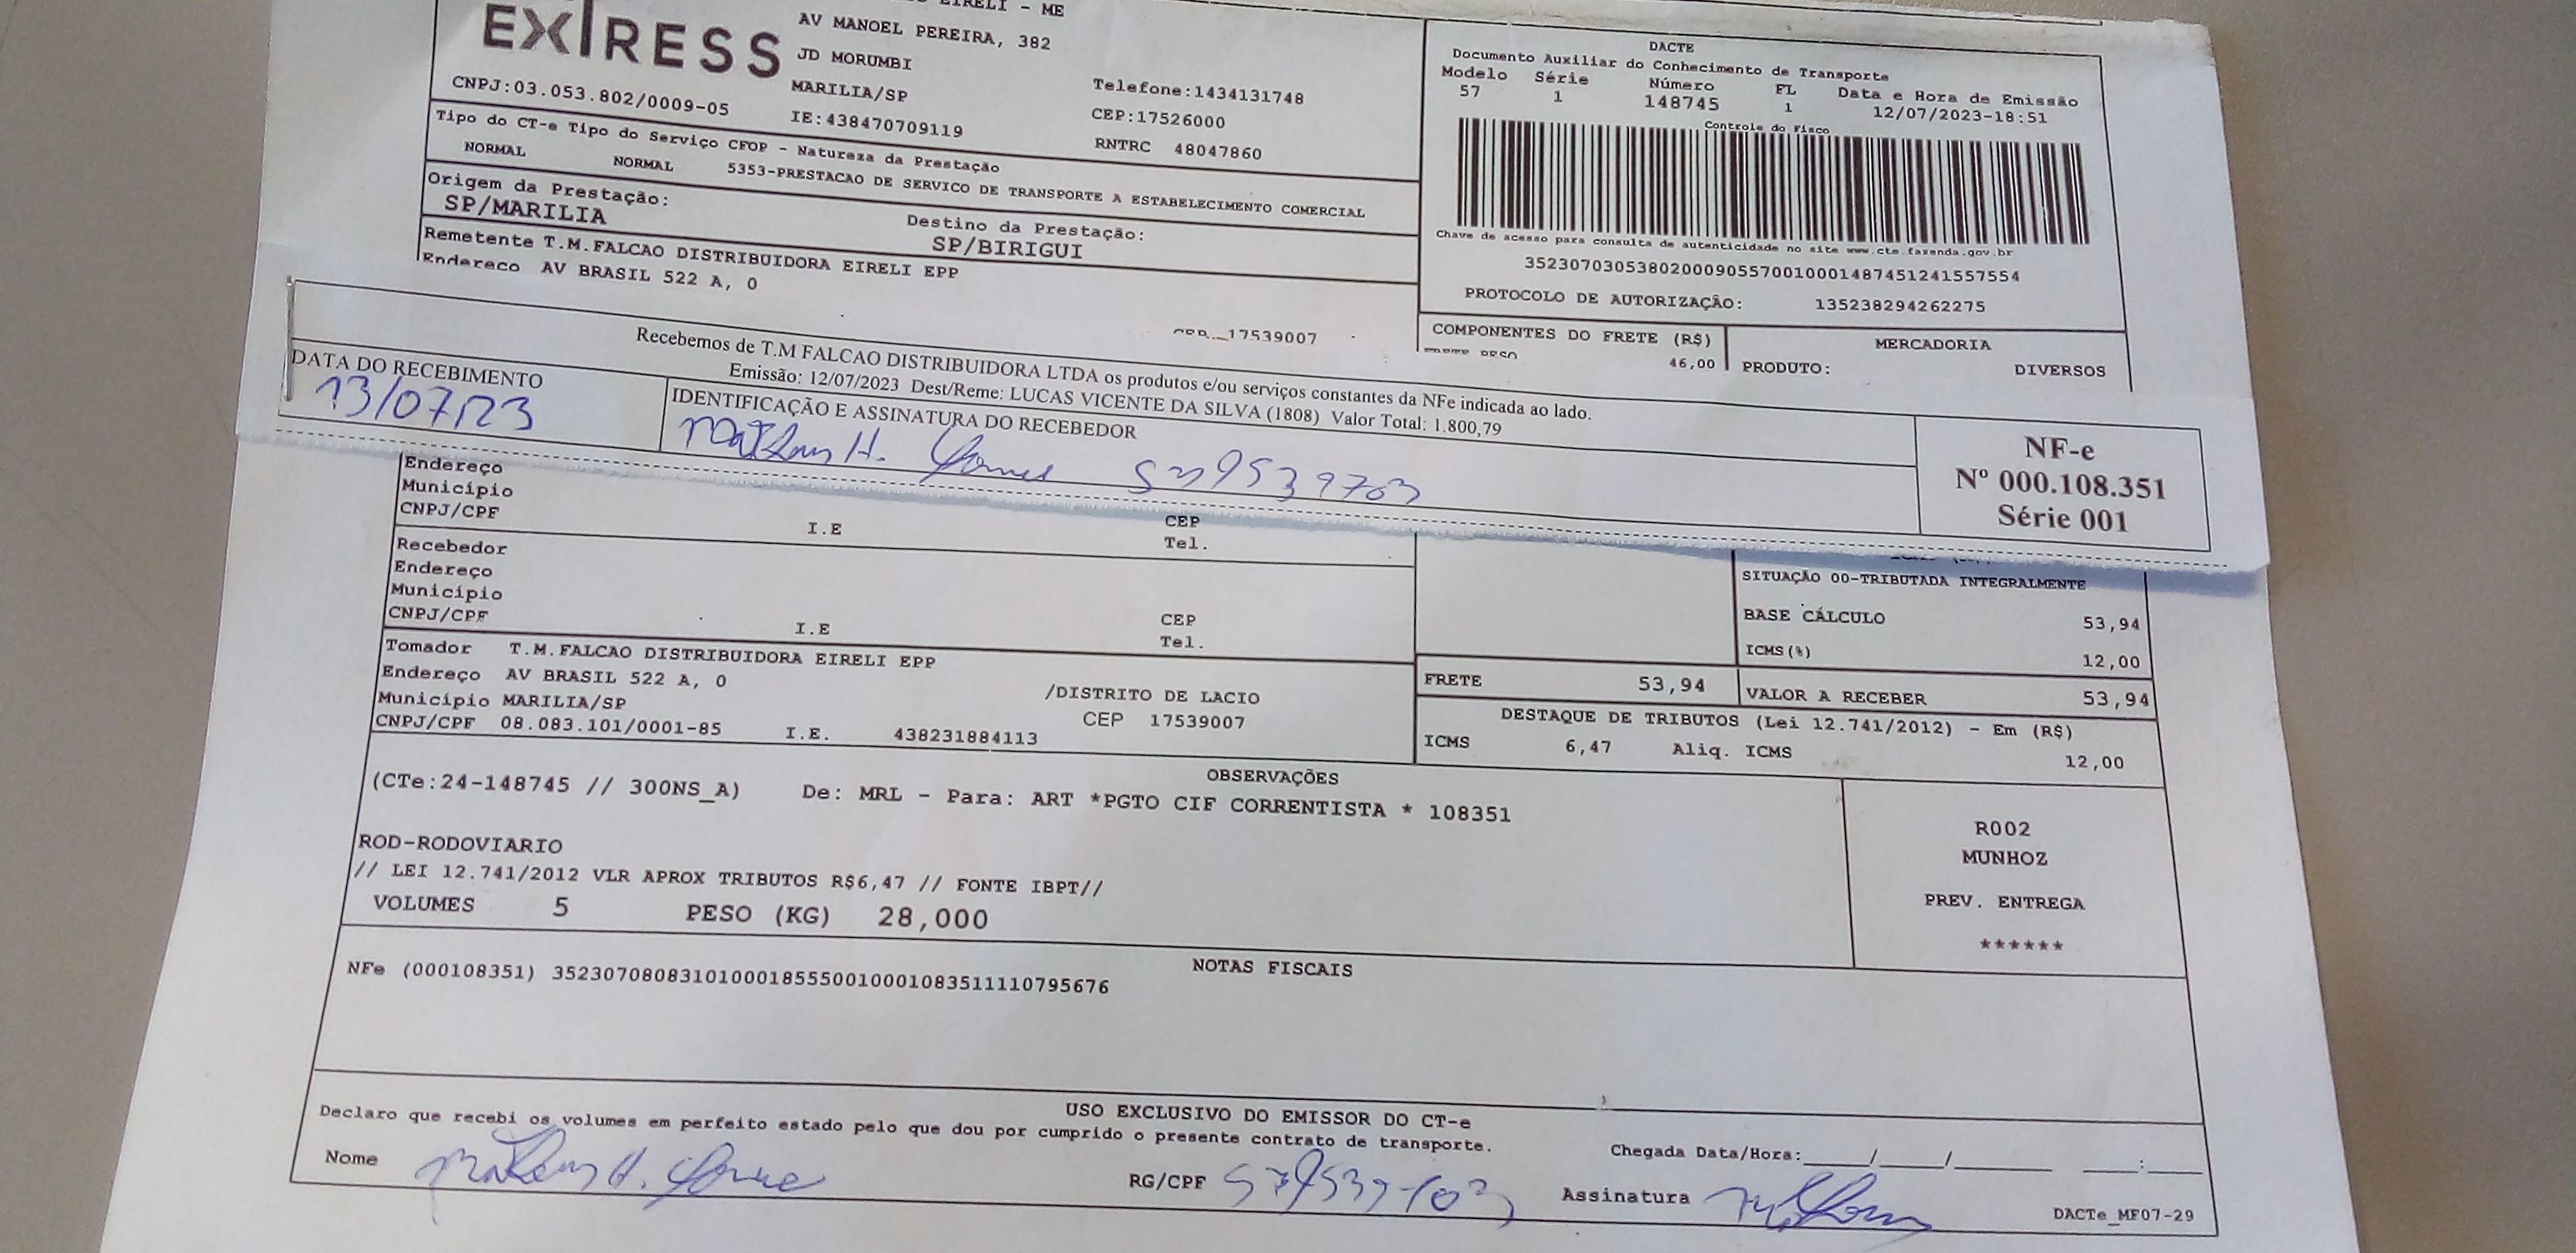 EIRELI - ME
EXTRESS
AV MANOEL PEREIRA, 382
JD MORUMBI
CNPJ:03.053.802/0009-05
MARILIA/SP
Telefone:1434131748
IE:438470709119
CEP:17526000
RNTRC 48047860
Tipo do CT-e Tipo do Serviço CFOP - Natureza da Prestação
NORMAL NORMAL 5353-PRESTACAO DE SERVICO DE TRANSPORTE A ESTABELECIMENTO COMERCIAL
Origem da Prestação:
SP/MARILIA
Destino da Prestação:
SP/BIRIGUI
Remetente T.M.FALCAO DISTRIBUIDORA EIRELI EPP
Endereço AV BRASIL 522 A, 0
CEP 17539007
DACTE
Documento Auxiliar do Conhecimento de Transporte
Modelo Série Número FL Data e Hora de Emissão
57 1 148745 1 12/07/2023-18:51
Controle do Fisco
Chave de acesso para consulta de autenticidade no site www.cte.fazenda.gov.br
35230703053802000905570010001487451241557554
PROTOCOLO DE AUTORIZAÇÃO: 135238294262275
COMPONENTES DO FRETE (R$)
FRETE PESO 46,00
MERCADORIA
PRODUTO: DIVERSOS
Recebemos de T.M FALCAO DISTRIBUIDORA LTDA os produtos e/ou serviços constantes da NFe indicada ao lado.
Emissão: 12/07/2023 Dest/Reme: LUCAS VICENTE DA SILVA (1808) Valor Total: 1.800,79
DATA DO RECEBIMENTO
13/07/23
IDENTIFICAÇÃO E ASSINATURA DO RECEBEDOR
NF-e
Nº 000.108.351
Série 001
Endereço
Município
CNPJ/CPF I.E CEP
Tel.
Recebedor
Endereço
Município
CNPJ/CPF I.E CEP
Tel.
Tomador T.M.FALCAO DISTRIBUIDORA EIRELI EPP
Endereço AV BRASIL 522 A, 0 /DISTRITO DE LACIO
Município MARILIA/SP CEP 17539007
CNPJ/CPF 08.083.101/0001-85 I.E. 438231884113
SITUAÇÃO 00-TRIBUTADA INTEGRALMENTE
BASE CÁLCULO 53,94
ICMS(%) 12,00
FRETE 53,94 VALOR A RECEBER 53,94
DESTAQUE DE TRIBUTOS (Lei 12.741/2012) - Em (R$)
ICMS 6,47 Aliq. ICMS 12,00
OBSERVAÇÕES
(CTe:24-148745 // 300NS_A) De: MRL - Para: ART *PGTO CIF CORRENTISTA * 108351
ROD-RODOVIARIO
// LEI 12.741/2012 VLR APROX TRIBUTOS R$6,47 // FONTE IBPT//
VOLUMES 5 PESO (KG) 28,000
R002
MUNHOZ
PREV. ENTREGA
******
NOTAS FISCAIS
NFe (000108351) 35230708083101000185550010001083511110795676
USO EXCLUSIVO DO EMISSOR DO CT-e
Declaro que recebi os volumes em perfeito estado pelo que dou por cumprido o presente contrato de transporte.
Nome
RG/CPF
Chegada Data/Hora:____/____/______ ___:___
Assinatura
DACTe_MF07-29